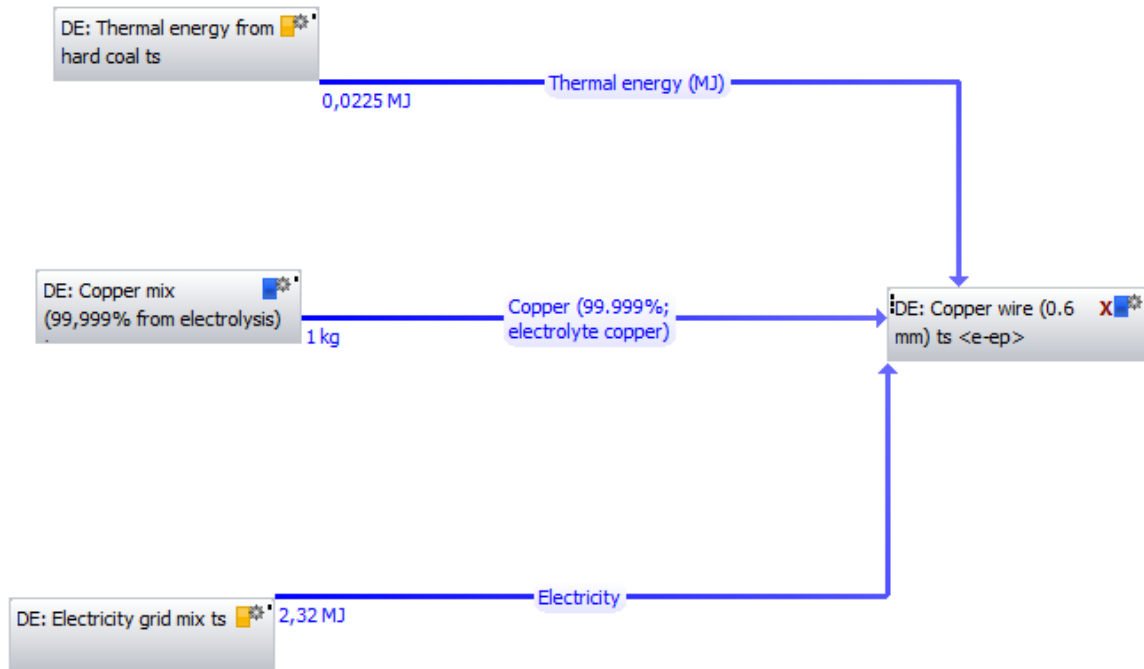 DE: Thermal energy from
hard coal ts
Thermal energy (MJ)
0,0225 MJ
DE: Copper mix
(99,999% from electrolysis)
Copper (99.999%;
electrolyte copper)
1 kg
DE: Copper wire (0.6
mm) ts <e-ep>
X
Electricity
DE: Electricity grid mix ts
2,32 MJ